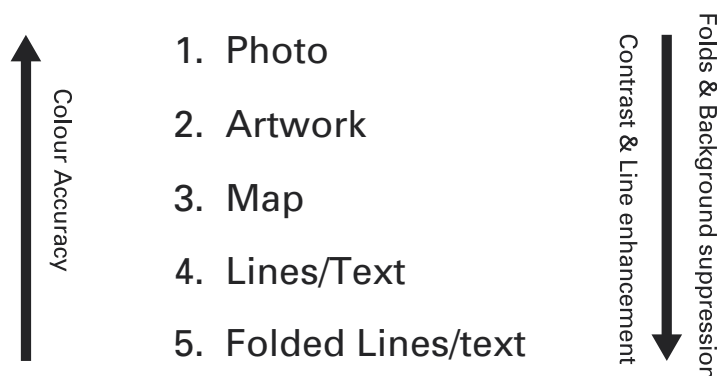 Colour Accuracy
1. Photo
2. Artwork
3. Map
4. Lines/Text
5. Folded Lines/text
Contrast & Line enhancement
Folds & Background suppression